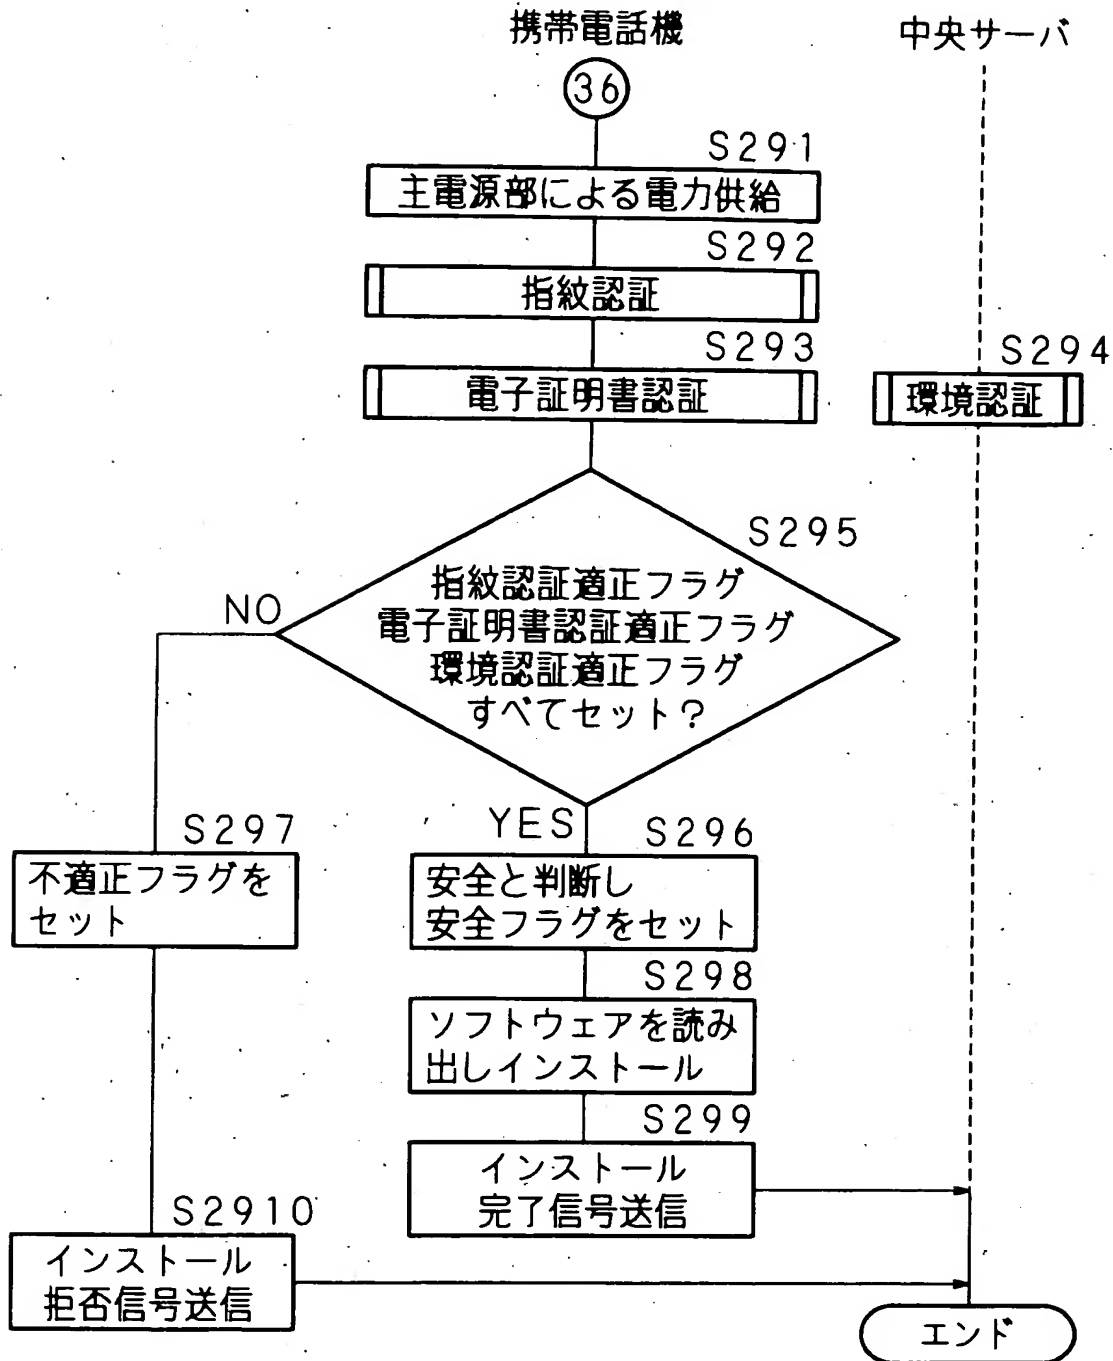 携帯電話機
中央サーバ
36
S291
主電源部による電力供給
S292
指紋認証
S293
電子証明書認証
S294
環境認証
S295
指紋認証適正フラグ
電子証明書認証適正フラグ
環境認証適正フラグ
すべてセット？
NO
YES
S297
不適正フラグを
セット
S296
安全と判断し
安全フラグをセット
S298
ソフトウェアを読み
出しインストール
S299
インストール
完了信号送信
S2910
インストール
拒否信号送信
エンド